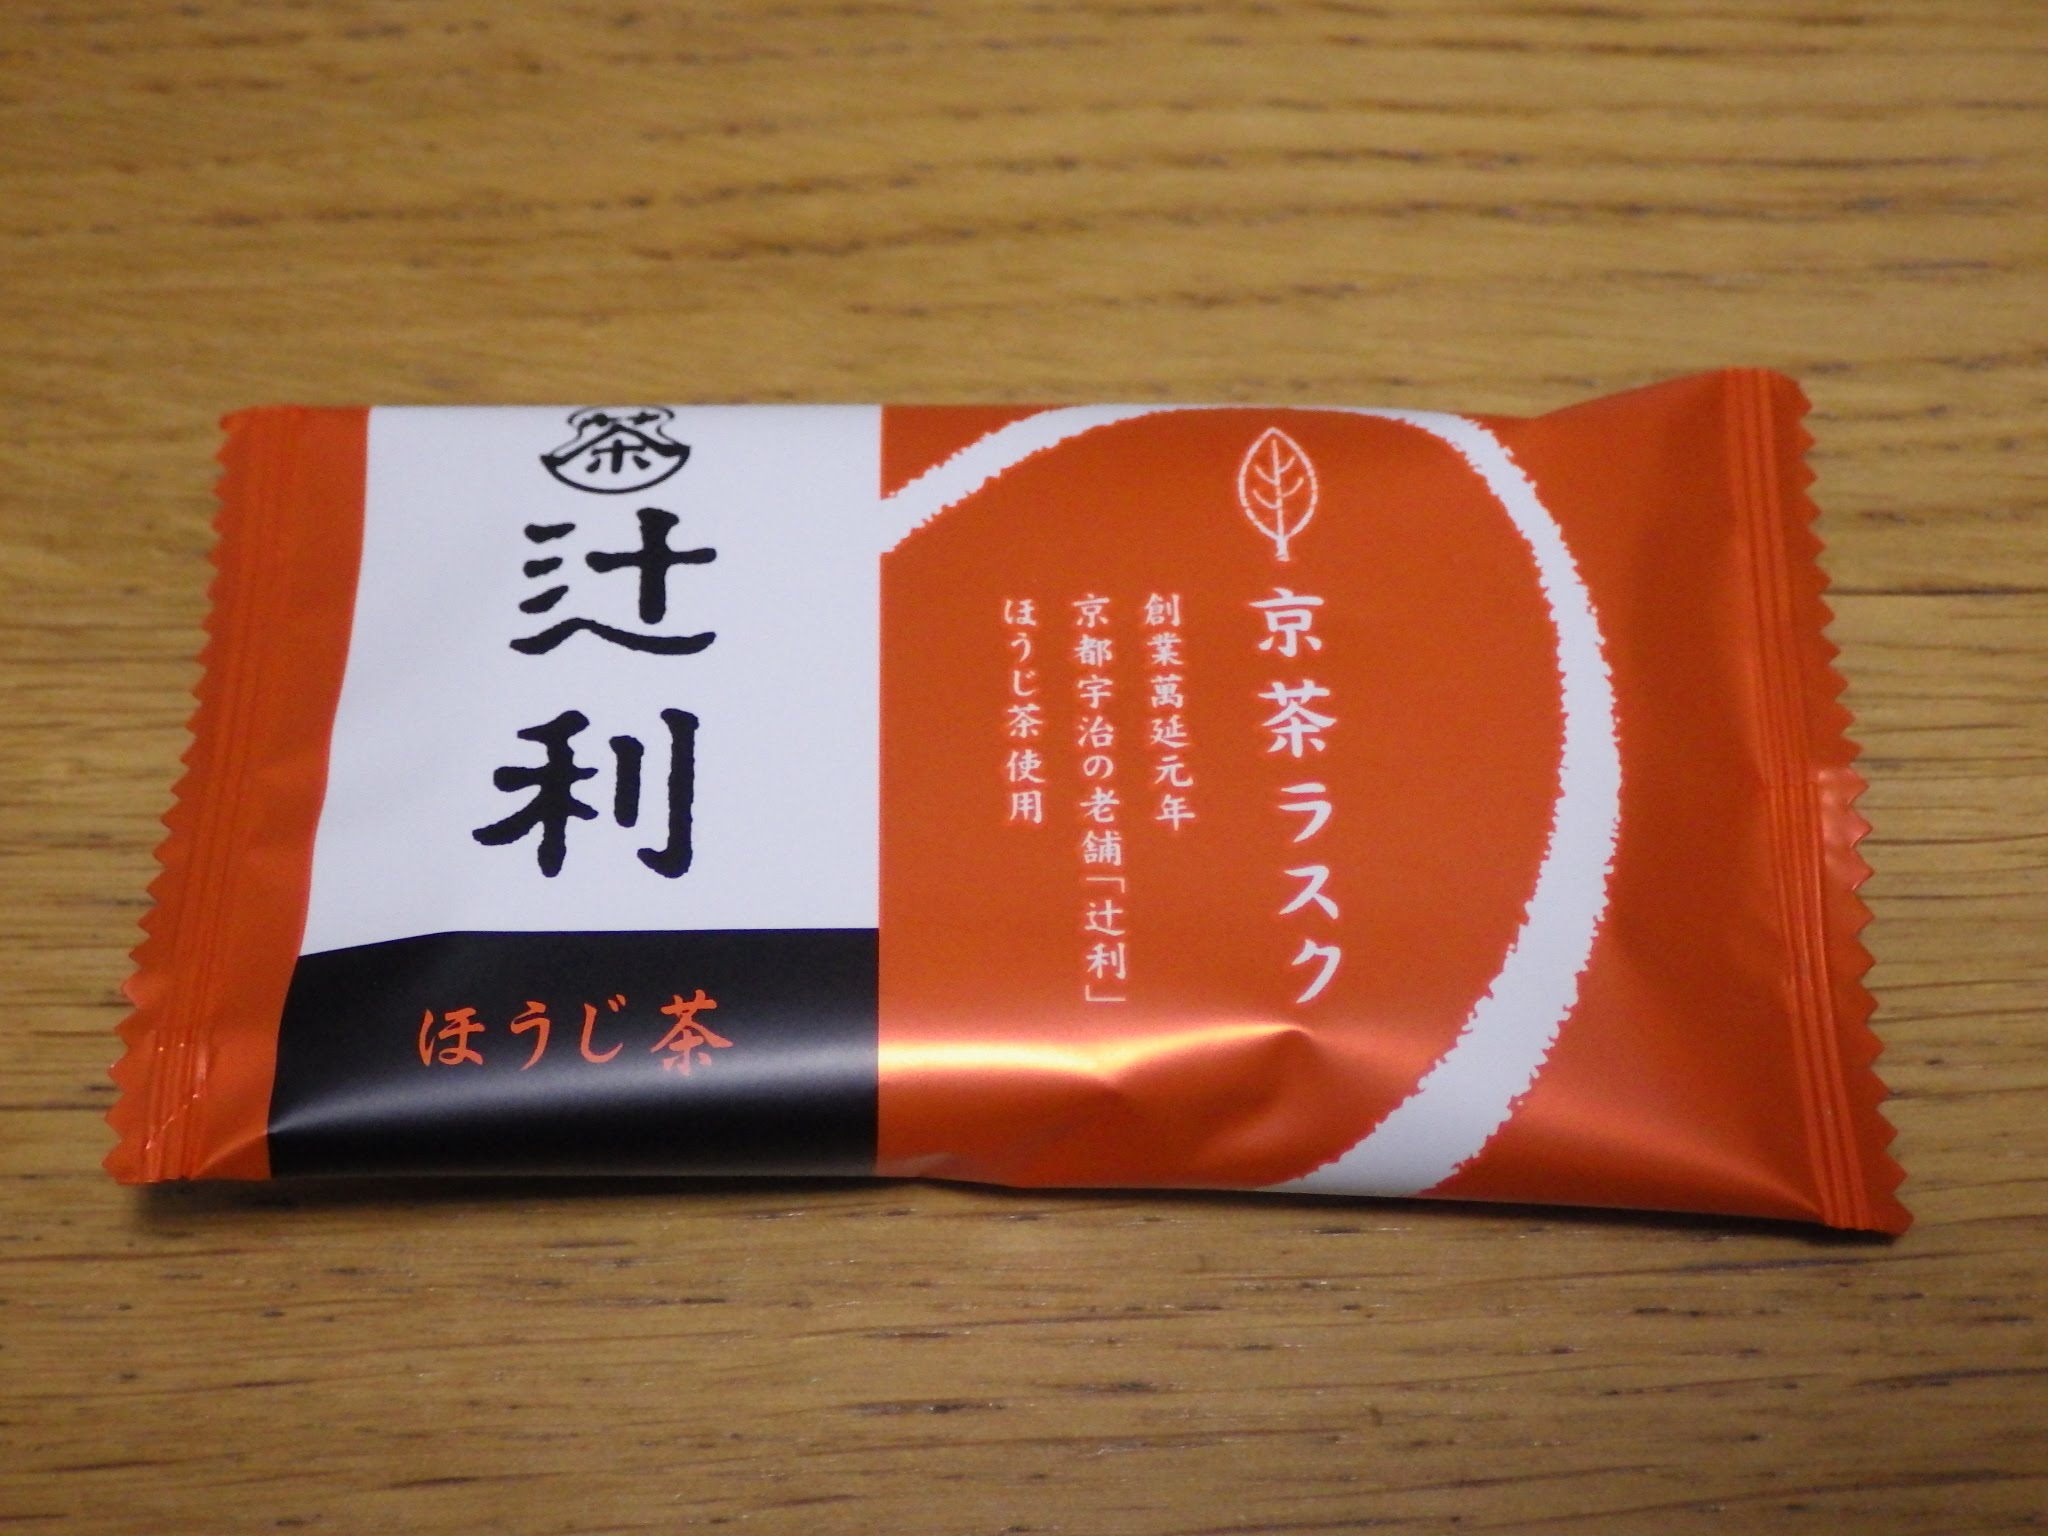 茶
辻利
ほうじ茶
京茶ラスク
創業萬延元年
京都宇治の老舗「辻利」
ほうじ茶使用